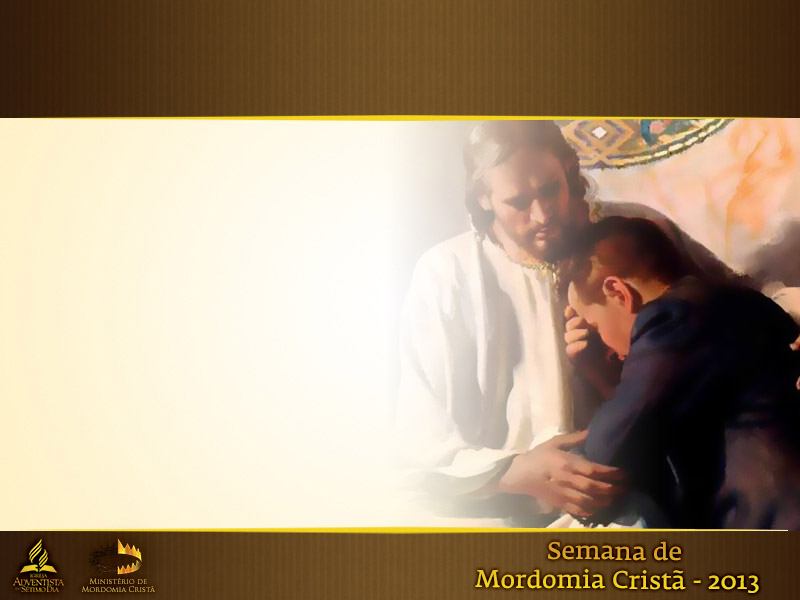 IGREJA
ADVENTISTA
DO SÉTIMO DIA
MINISTÉRIO DE
MORDOMIA CRISTÃ
Semana de
Mordomia Cristã - 2013